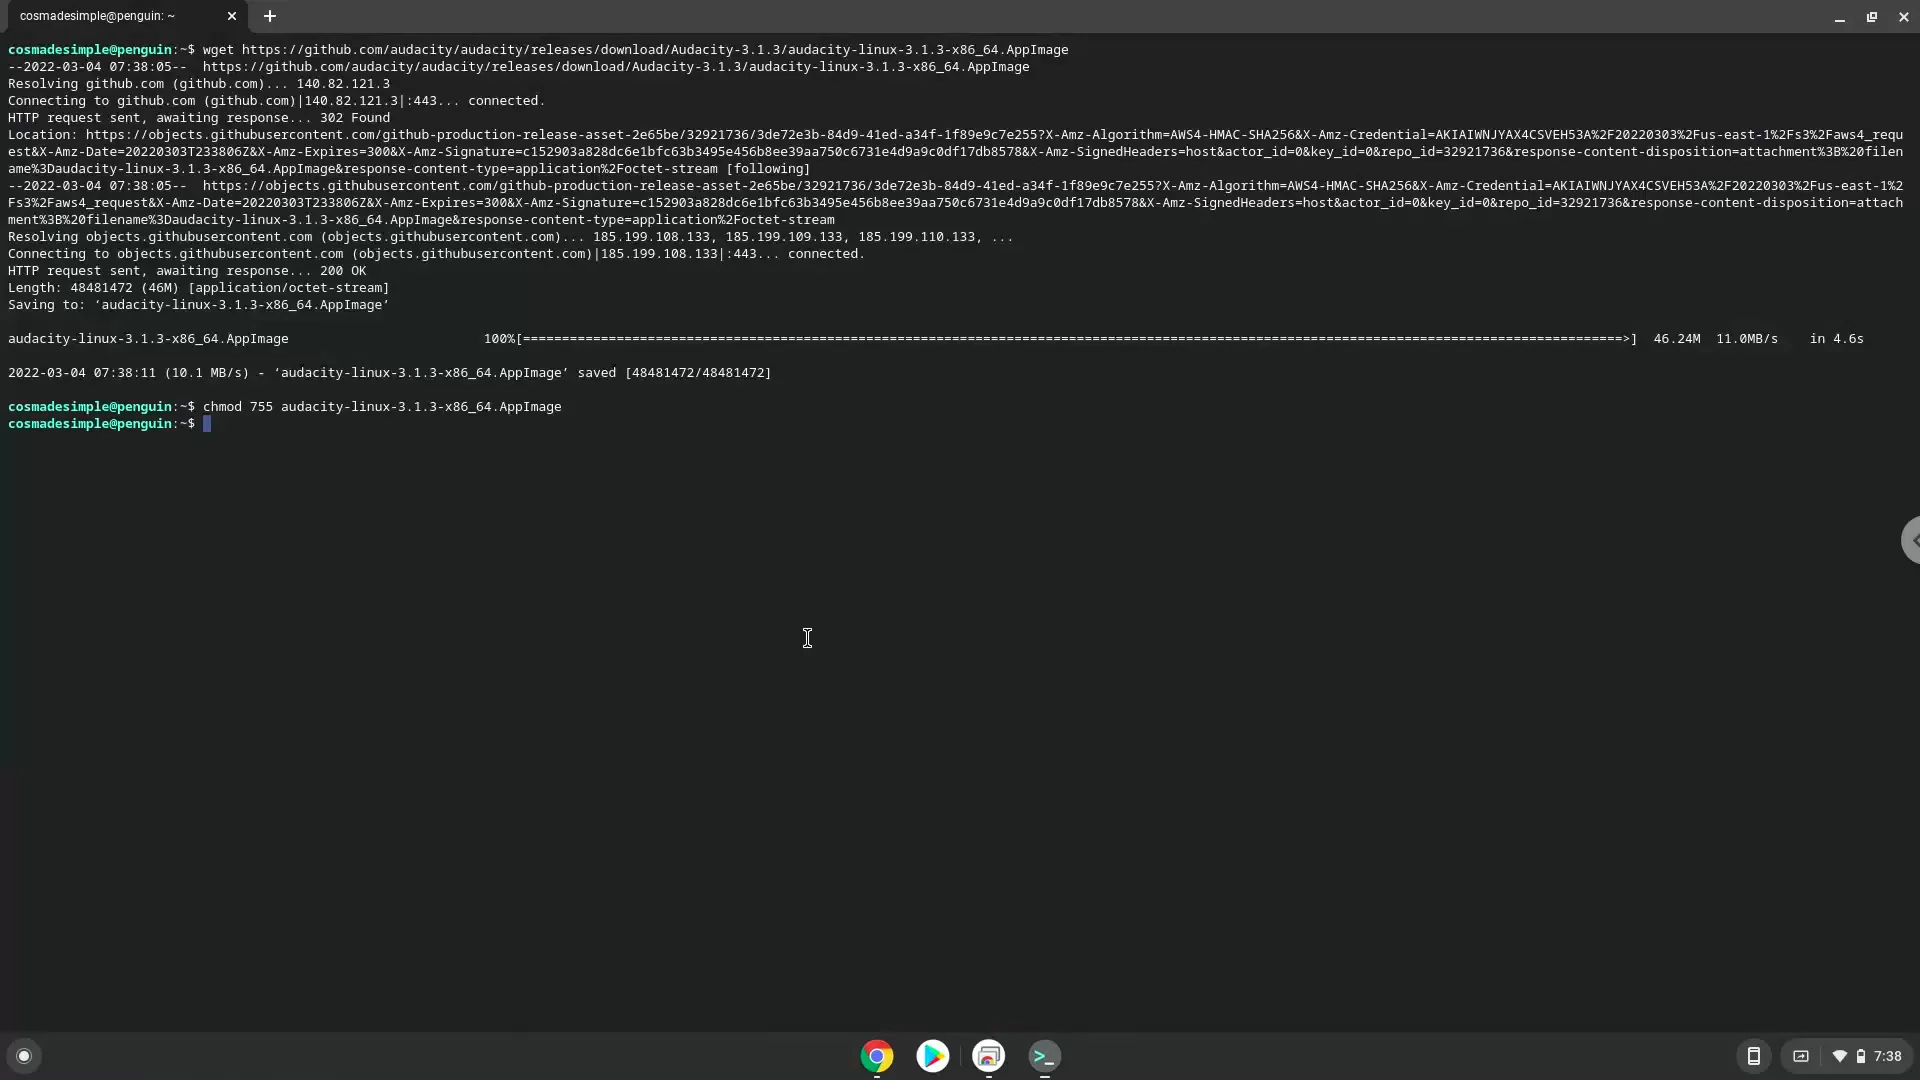 cosmadesimple@penguin: ~
cosmadesimple@penguin:~$ wget https://github.com/audacity/audacity/releases/download/Audacity-3.1.3/audacity-linux-3.1.3-x86_64.AppImage
--2022-03-04 07:38:05--  https://github.com/audacity/audacity/releases/download/Audacity-3.1.3/audacity-linux-3.1.3-x86_64.AppImage
Resolving github.com (github.com)... 140.82.121.3
Connecting to github.com (github.com)|140.82.121.3|:443... connected.
HTTP request sent, awaiting response... 302 Found
Location: https://objects.githubusercontent.com/github-production-release-asset-2e65be/32921736/3de72e3b-84d9-41ed-a34f-1f89e9c7e255?X-Amz-Algorithm=AWS4-HMAC-SHA256&X-Amz-Credential=AKIAIWNJYAX4CSVEH53A%2F20220303%2Fus-east-1%2Fs3%2Faws4_requ
est&X-Amz-Date=20220303T233806Z&X-Amz-Expires=300&X-Amz-Signature=c152903a828dc6e1bfc63b3495e456b8ee39aa750c6731e4d9a9c0df17db8578&X-Amz-SignedHeaders=host&actor_id=0&key_id=0&repo_id=32921736&response-content-disposition=attachment%3B%20filen
ame%3Daudacity-linux-3.1.3-x86_64.AppImage&response-content-type=application%2Foctet-stream [following]
--2022-03-04 07:38:05--  https://objects.githubusercontent.com/github-production-release-asset-2e65be/32921736/3de72e3b-84d9-41ed-a34f-1f89e9c7e255?X-Amz-Algorithm=AWS4-HMAC-SHA256&X-Amz-Credential=AKIAIWNJYAX4CSVEH53A%2F20220303%2Fus-east-1%2
Fs3%2Faws4_request&X-Amz-Date=20220303T233806Z&X-Amz-Expires=300&X-Amz-Signature=c152903a828dc6e1bfc63b3495e456b8ee39aa750c6731e4d9a9c0df17db8578&X-Amz-SignedHeaders=host&actor_id=0&key_id=0&repo_id=32921736&response-content-disposition=attach
ment%3B%20filename%3Daudacity-linux-3.1.3-x86_64.AppImage&response-content-type=application%2Foctet-stream
Resolving objects.githubusercontent.com (objects.githubusercontent.com)... 185.199.108.133, 185.199.109.133, 185.199.110.133, ...
Connecting to objects.githubusercontent.com (objects.githubusercontent.com)|185.199.108.133|:443... connected.
HTTP request sent, awaiting response... 200 OK
Length: 48481472 (46M) [application/octet-stream]
Saving to: ‘audacity-linux-3.1.3-x86_64.AppImage’
audacity-linux-3.1.3-x86_64.AppImage 100%[=============================================================================================================================================>] 46.24M 11.0MB/s in 4.6s
2022-03-04 07:38:11 (10.1 MB/s) - ‘audacity-linux-3.1.3-x86_64.AppImage’ saved [48481472/48481472]
cosmadesimple@penguin:~$ chmod 755 audacity-linux-3.1.3-x86_64.AppImage
cosmadesimple@penguin:~$
7:38